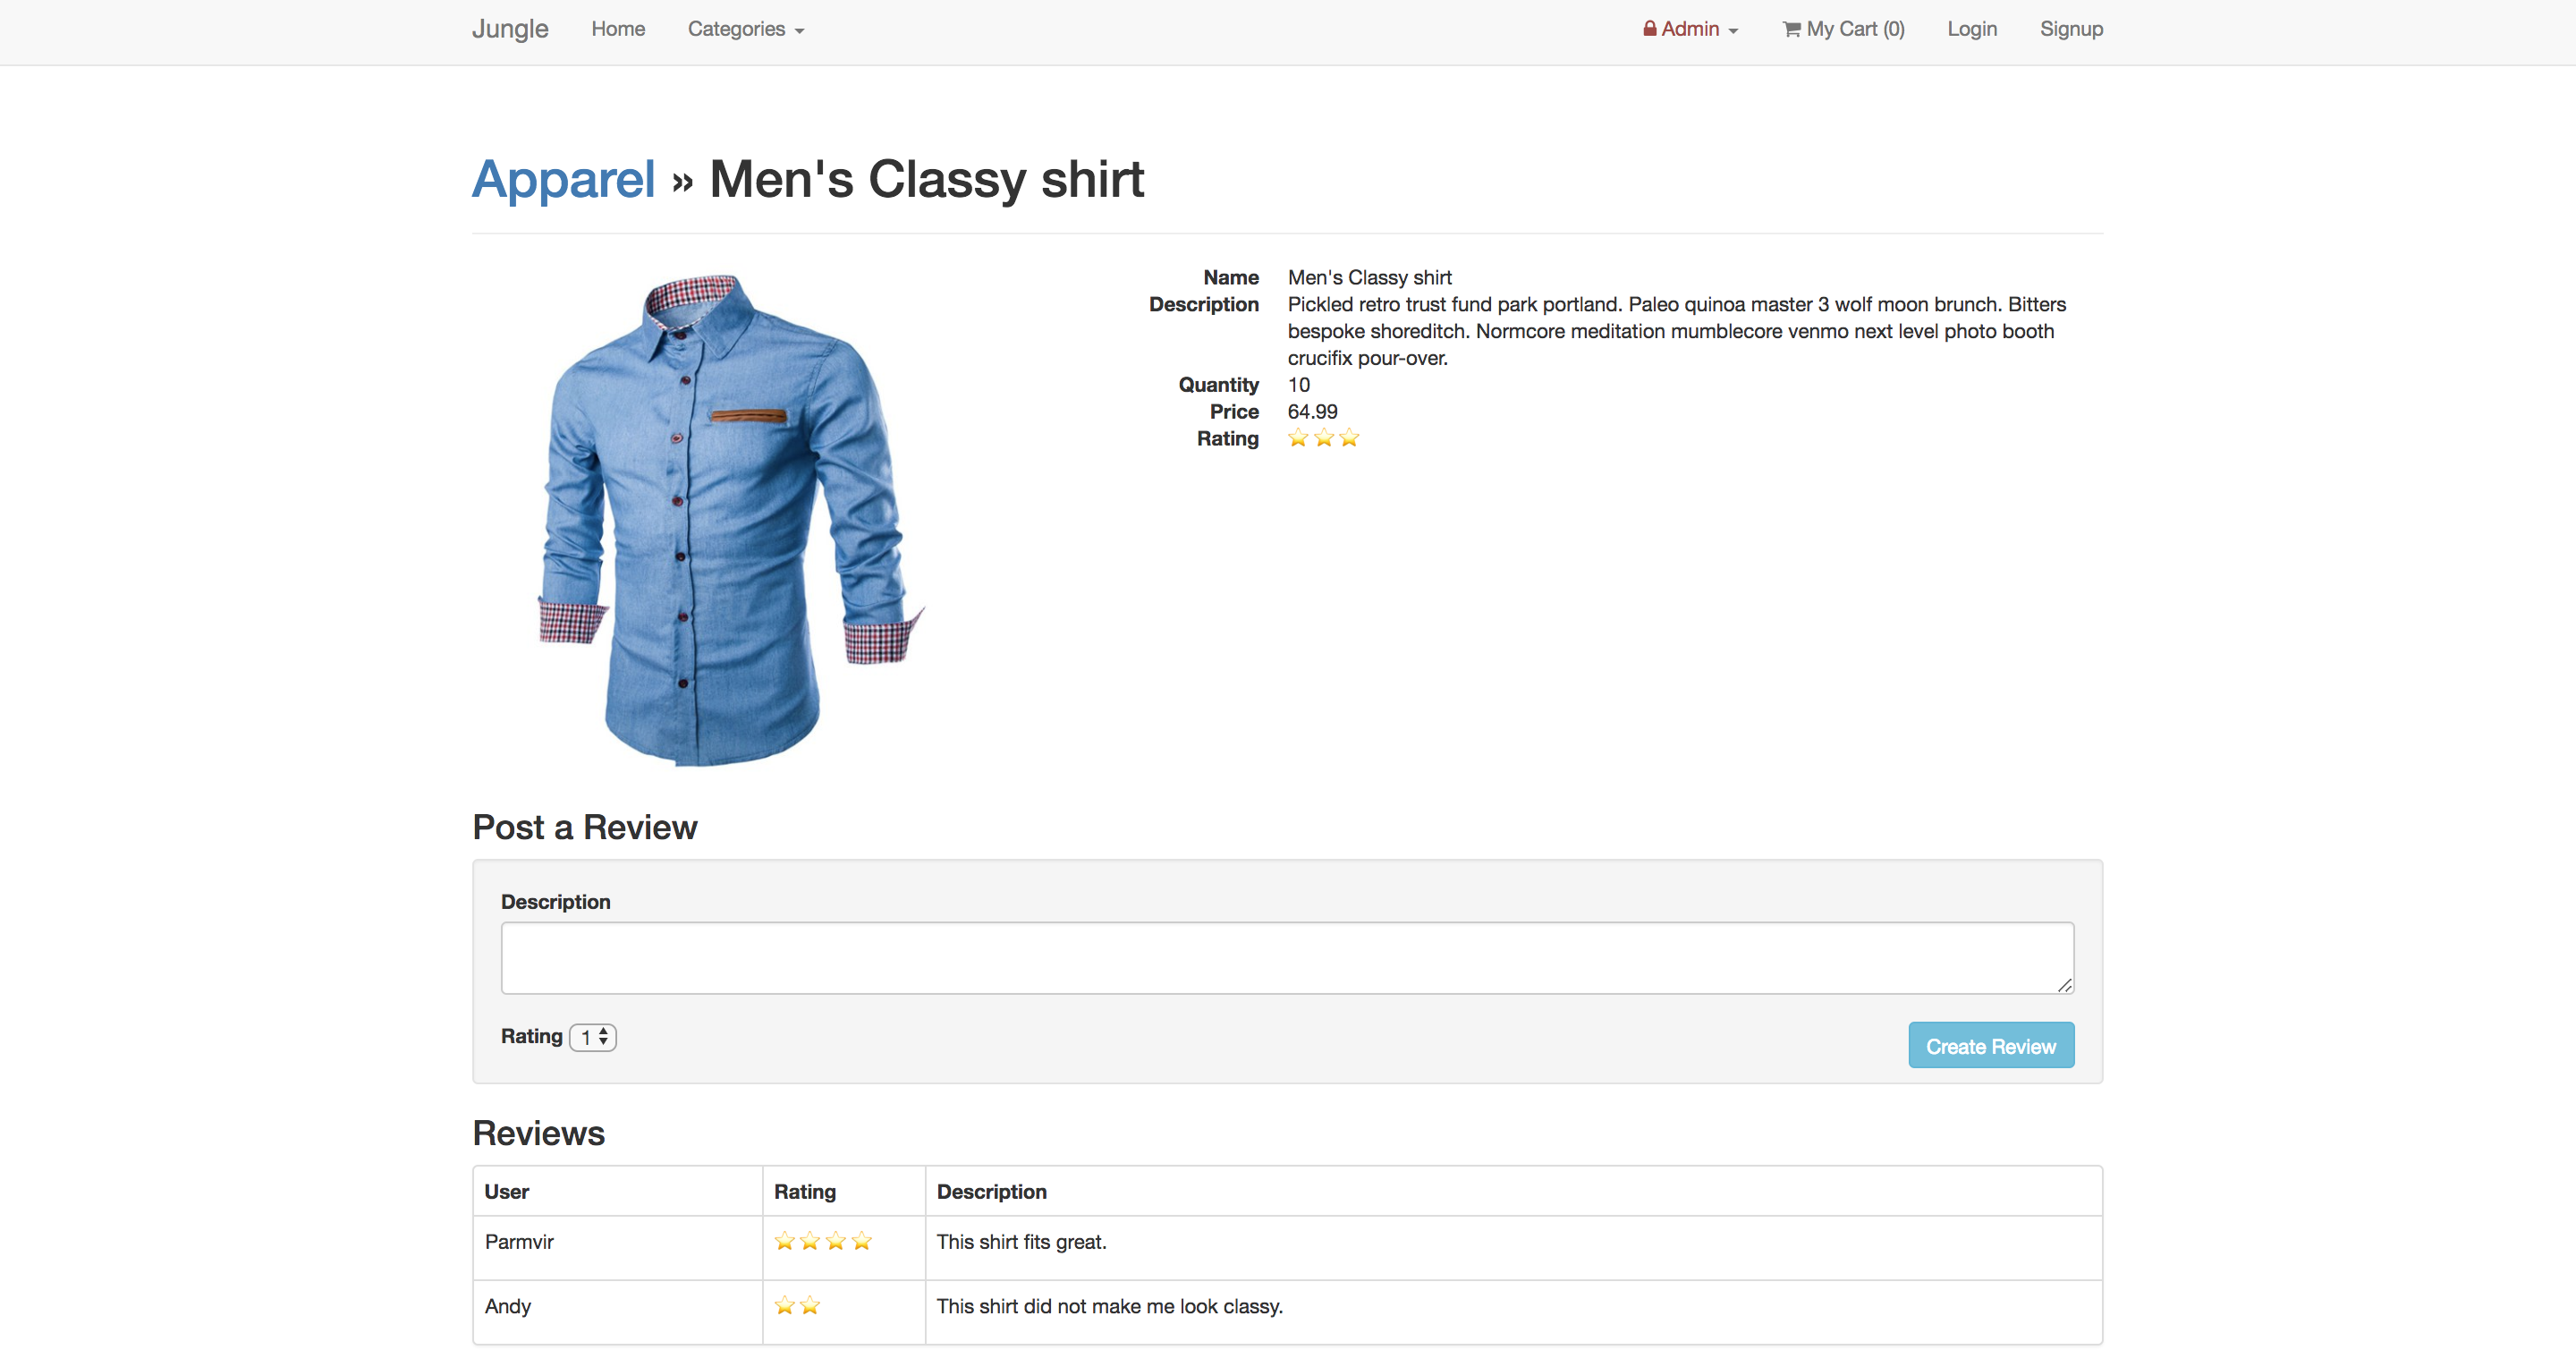 Jungle Home Categories Admin My Cart (0) Login Signup
Apparel » Men's Classy shirt
Name Men's Classy shirt
Description Pickled retro trust fund park portland. Paleo quinoa master 3 wolf moon brunch. Bitters
bespoke shoreditch. Normcore meditation mumblecore venmo next level photo booth
crucifix pour-over.
Quantity 10
Price 64.99
Rating
Post a Review
Description
Rating 1 Create Review
Reviews
User Rating Description
Parmvir This shirt fits great.
Andy This shirt did not make me look classy.